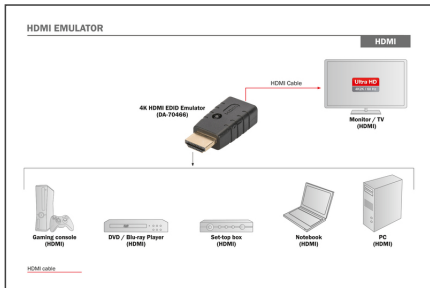 HDMI EMULATOR
HDMI
HDMI Cable
Ultra HD
4K HDMI EDID Emulator
(DA-70466)
Monitor / TV
(HDMI)
Gaming console
(HDMI)
DVD / Blu-ray Player
(HDMI)
Set-top box
(HDMI)
Notebook
(HDMI)
PC
(HDMI)
HDMI cable